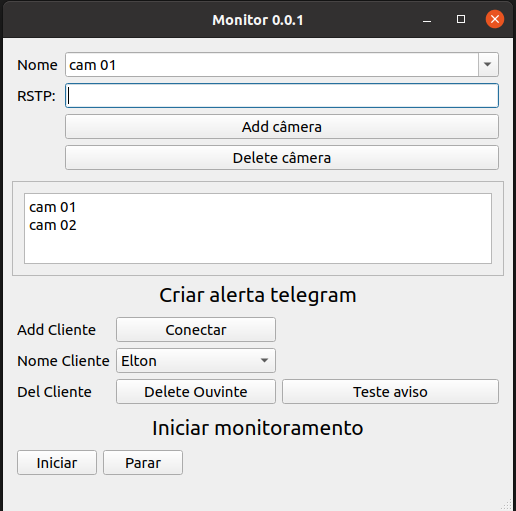 Monitor 0.0.1
Nome cam 01
RSTP:
Add câmera
Delete câmera
cam 01
cam 02
Criar alerta telegram
Add Cliente Conectar
Nome Cliente Elton
Del Cliente Delete Ouvinte Teste aviso
Iniciar monitoramento
Iniciar Parar